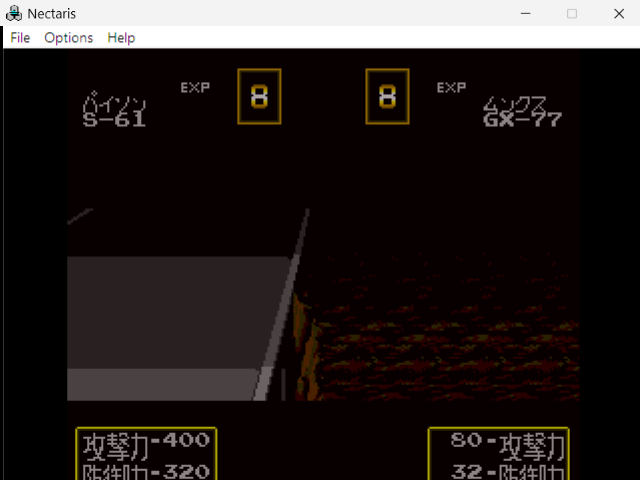 Nectaris
File Options Help
EXP 8 8 EXP
バイソン ムンクス
S-61 GX-77
攻撃力-400 80-攻撃力
防御力-320 32-防御力